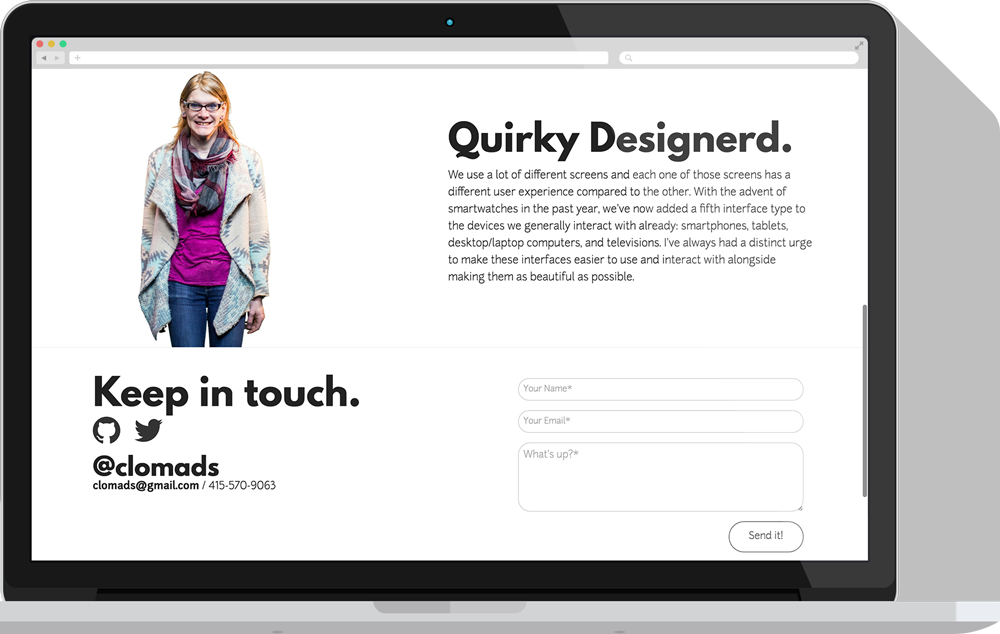 Quirky Designerd.
We use a lot of different screens and each one of those screens has a
different user experience compared to the other. With the advent of
smartwatches in the past year, we've now added a fifth interface type to
the devices we generally interact with already: smartphones, tablets,
desktop/laptop computers, and televisions. I've always had a distinct urge
to make these interfaces easier to use and interact with alongside
making them as beautiful as possible.
Keep in touch.
@clomads
clomads@gmail.com / 415-570-9063
Your Name*
Your Email*
What's up?*
Send it!